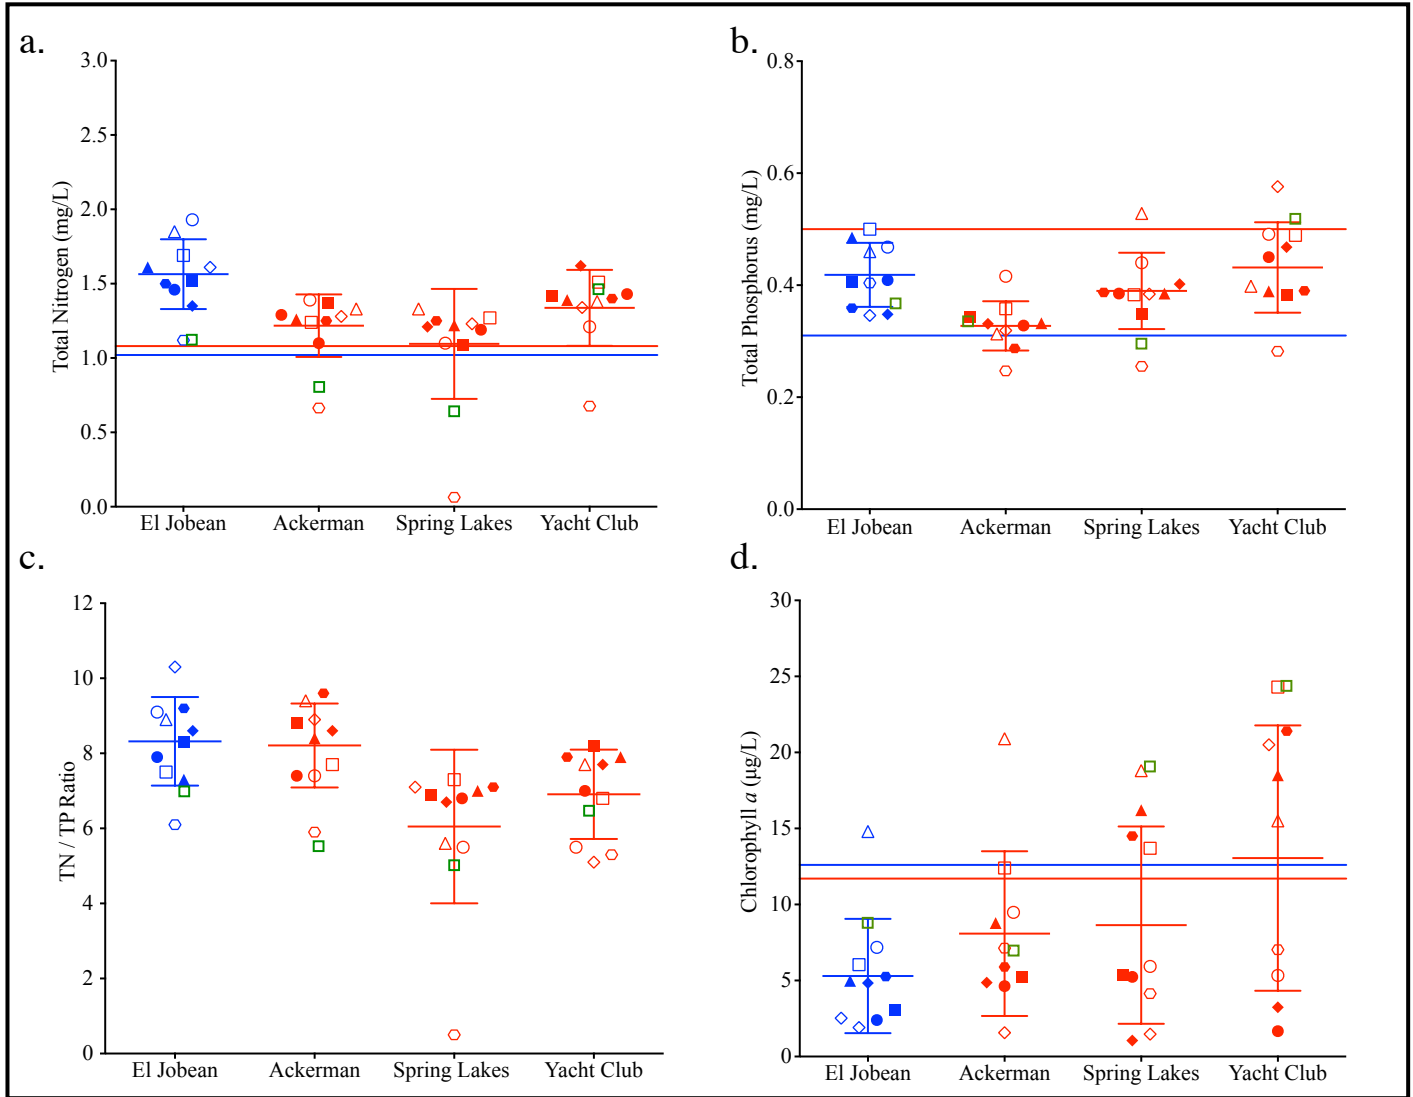 a.
Total Nitrogen (mg/L)
3.0
2.5
2.0
1.5
1.0
0.5
0.0
El Jobean Ackerman Spring Lakes Yacht Club
b.
Total Phosphorus (mg/L)
0.8
0.6
0.4
0.2
0.0
El Jobean Ackerman Spring Lakes Yacht Club
c.
TN / TP Ratio
12
10
8
6
4
2
0
El Jobean Ackerman Spring Lakes Yacht Club
d.
Chlorophyll a (µg/L)
30
25
20
15
10
5
0
El Jobean Ackerman Spring Lakes Yacht Club